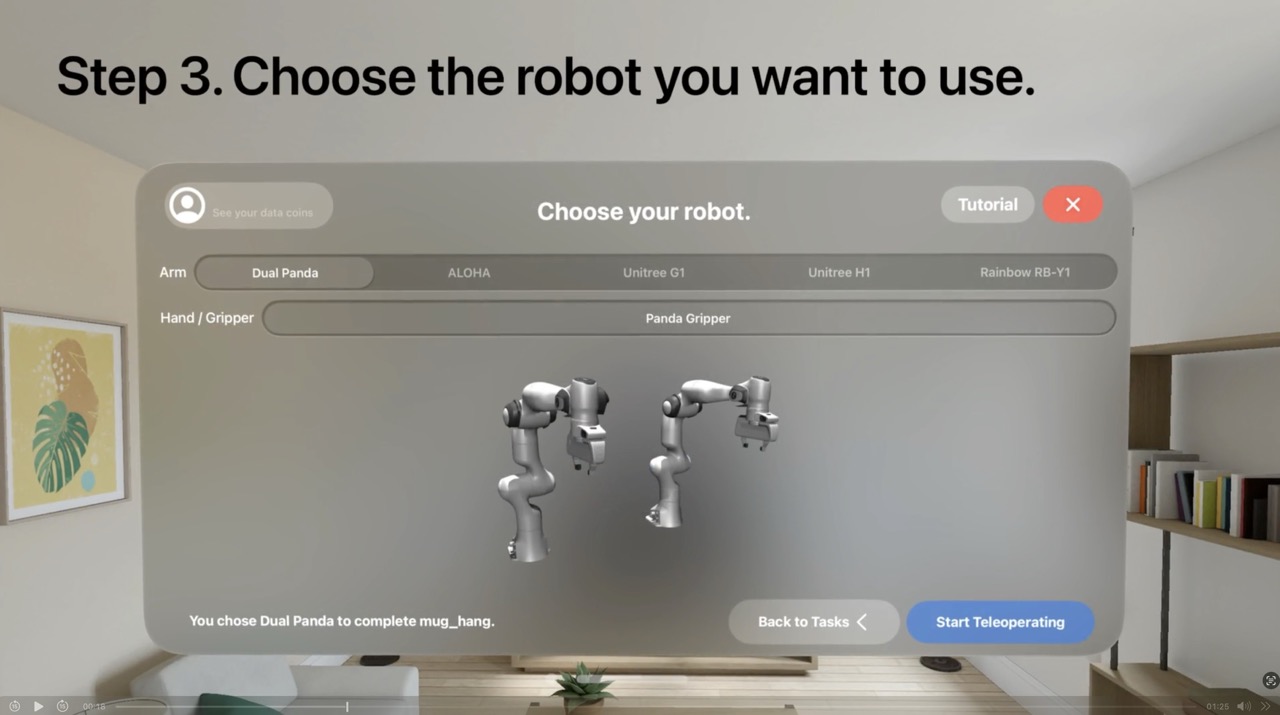 Step 3. Choose the robot you want to use.
See your data coins
Choose your robot.
Tutorial
Arm
Dual Panda
ALOHA
Unitree G1
Unitree H1
Rainbow RB-Y1
Hand / Gripper
Panda Gripper
You chose Dual Panda to complete mug_hang.
Back to Tasks
Start Teleoperating
00:18
01:25